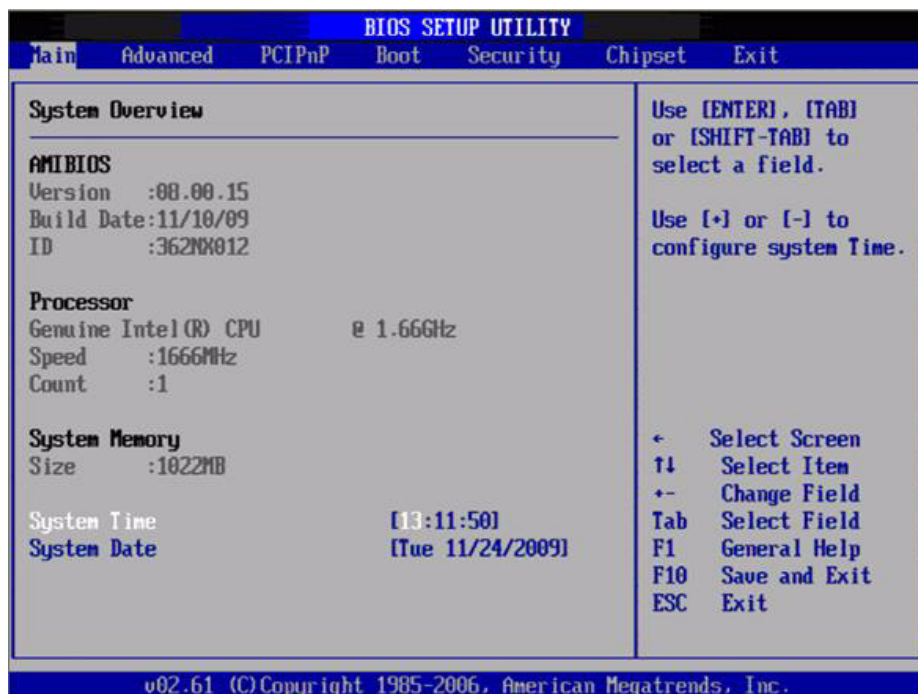 BIOS SETUP UTILITY
Main Advanced PCIPnP Boot Security Chipset Exit
System Overview
AMIBIOS
Version :08.00.15
Build Date:11/10/09
ID :362NX012
Processor
Genuine Intel(R) CPU @ 1.66GHz
Speed :1666MHz
Count :1
System Memory
Size :1022MB
System Time [13:11:50]
System Date [Tue 11/24/2009]
Use [ENTER], [TAB]
or [SHIFT-TAB] to
select a field.
Use [+] or [-] to
configure system Time.
← Select Screen
↑↓ Select Item
+- Change Field
Tab Select Field
F1 General Help
F10 Save and Exit
ESC Exit
v02.61 (C)Copyright 1985-2006, American Megatrends, Inc.